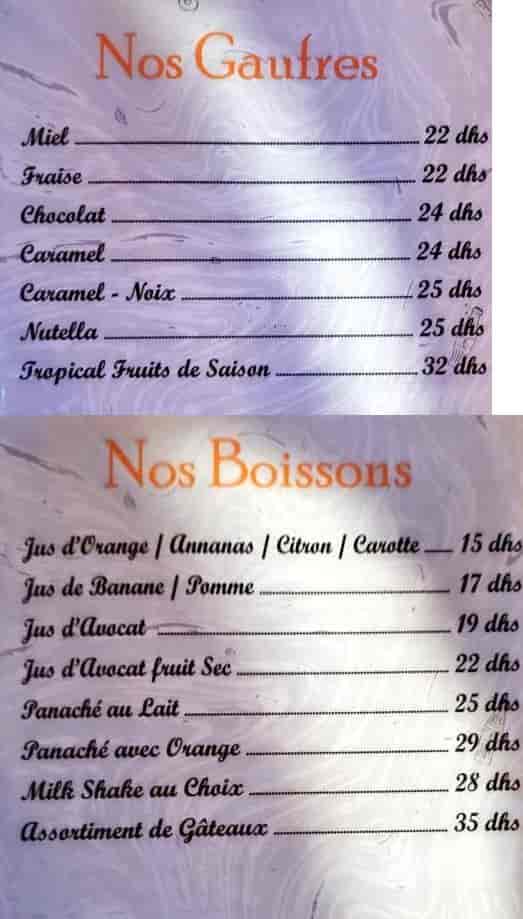 Nos Gaufres
Miel 22 dhs
Fraise 22 dhs
Chocolat 24 dhs
Caramel 24 dhs
Caramel - Noix 25 dhs
Nutella 25 dhs
Tropical Fruits de Saison 32 dhs
Nos Boissons
Jus d'Orange / Annanas / Citron / Carotte 15 dhs
Jus de Banane / Pomme 17 dhs
Jus d'Avocat 19 dhs
Jus d'Avocat fruit Sec 22 dhs
Panaché au Lait 25 dhs
Panaché avec Orange 29 dhs
Milk Shake au Choix 28 dhs
Assortiment de Gâteaux 35 dhs